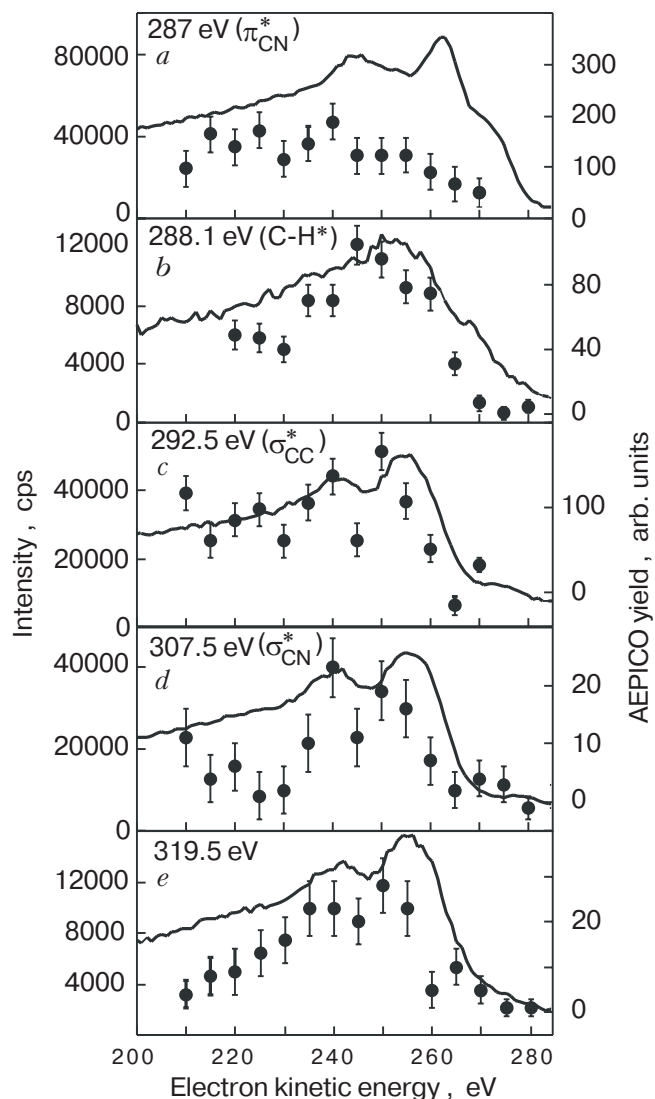 287 eV (π*CN)
a
80000
40000
0
300
200
100
0
288.1 eV (C-H*)
b
12000
8000
4000
0
80
40
0
292.5 eV (σ*CC)
c
40000
20000
0
100
0
307.5 eV (σ*CN)
d
40000
20000
0
20
10
0
319.5 eV
e
12000
8000
4000
20
0
Intensity , cps
AEPICO yield , arb. units
200 220 240 260 280
Electron kinetic energy , eV